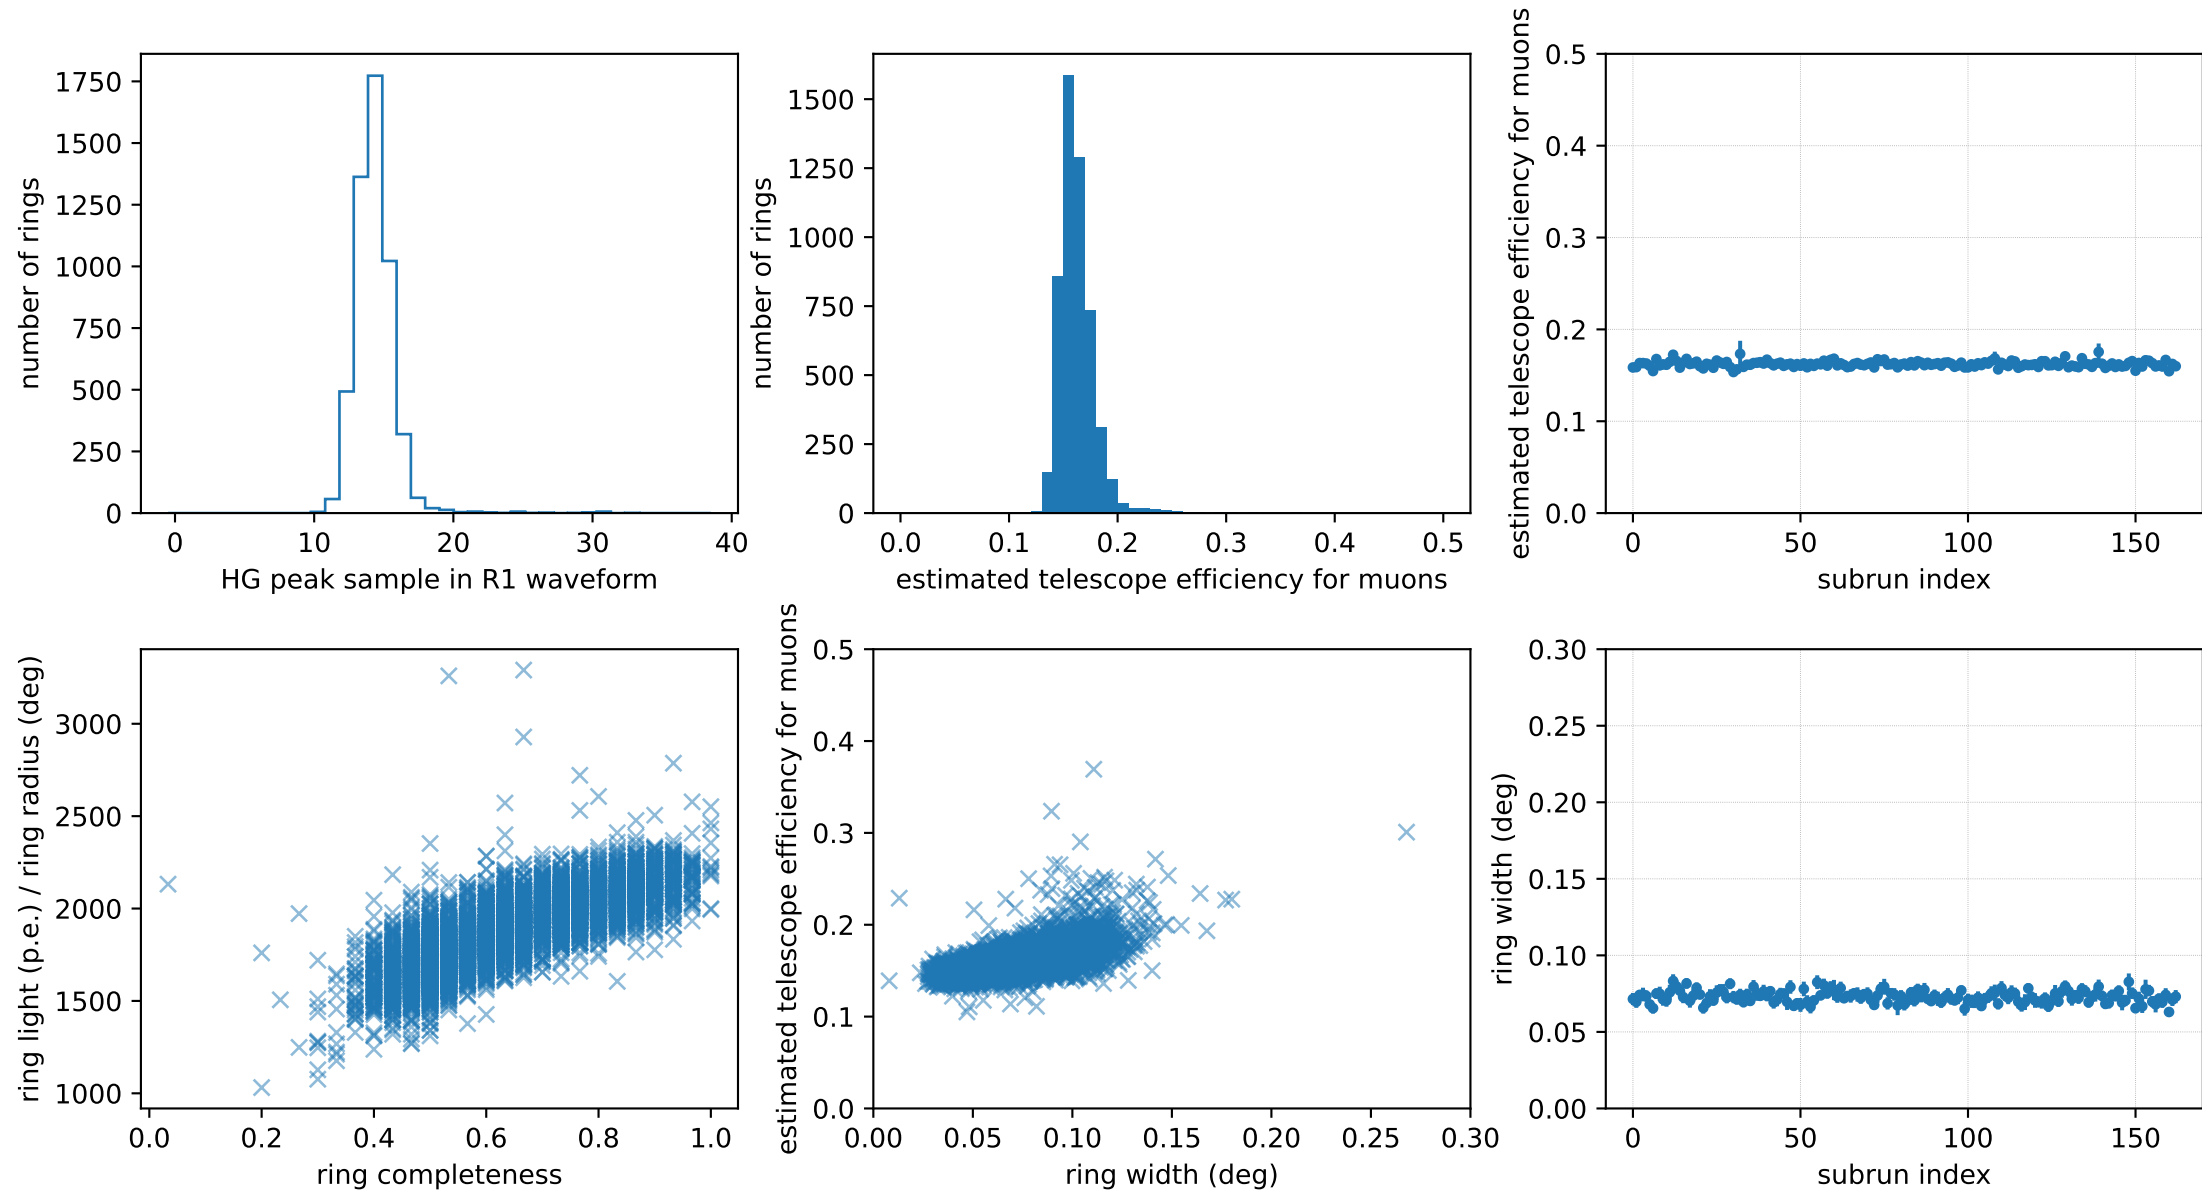 number of rings
1750
1500
1250
1000
750
500
250
0
0 10 20 30 40
HG peak sample in R1 waveform
number of rings
1500
1250
1000
750
500
250
0
0.0 0.1 0.2 0.3 0.4 0.5
estimated telescope efficiency for muons
estimated telescope efficiency for muons
0.5
0.4
0.3
0.2
0.1
0.0
0 50 100 150
subrun index
ring light (p.e.) / ring radius (deg)
3000
2500
2000
1500
1000
0.0 0.2 0.4 0.6 0.8 1.0
ring completeness
estimated telescope efficiency for muons
0.5
0.4
0.3
0.2
0.1
0.0
0.00 0.05 0.10 0.15 0.20 0.25 0.30
ring width (deg)
ring width (deg)
0.30
0.25
0.20
0.15
0.10
0.05
0.00
0 50 100 150
subrun index